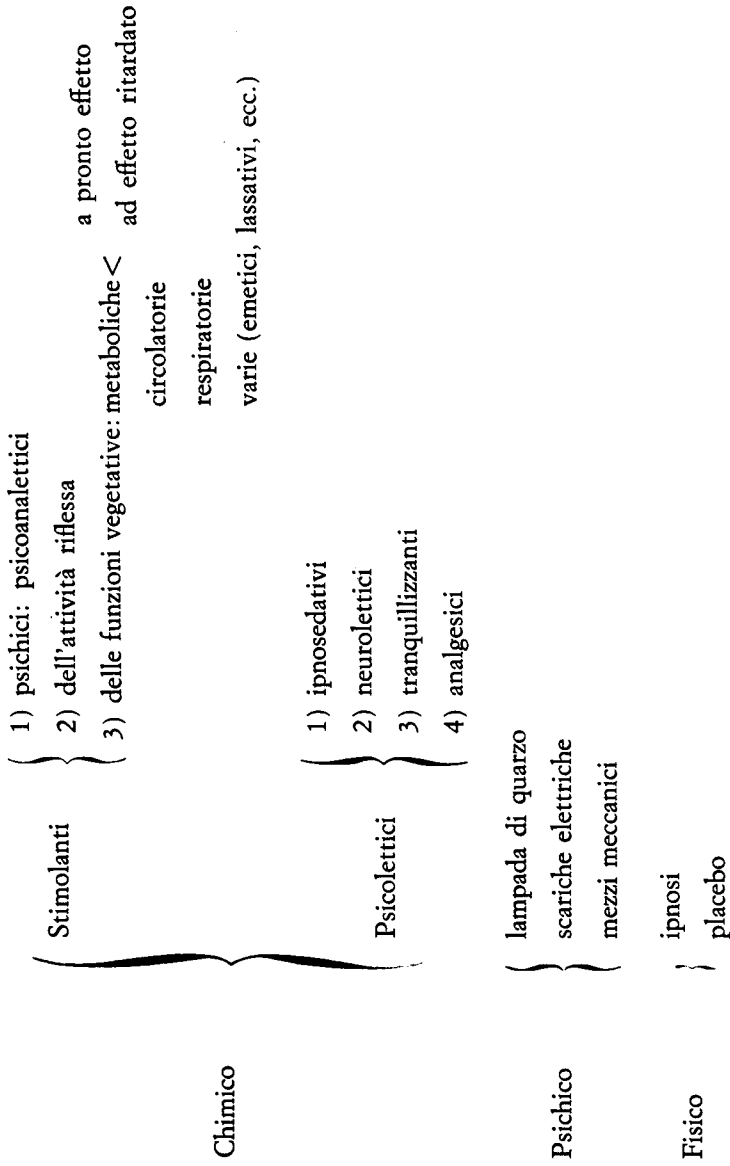 a pronto effetto
1) psichici: psicoanalettici
Stimolanti
2) dell'attività riflessa
ad effetto ritardato
3) delle funzioni vegetative: metaboliche <
circolatorie
respiratorie
varie (emetici, lassativi, ecc.)
Chimico
1) ipnosedativi
2) neurolettici
Psicolettici
3) tranquillizzanti
4) analgesici
lampada di quarzo
Psichico
scariche elettriche
mezzi meccanici
Fisico
ipnosi
placebo